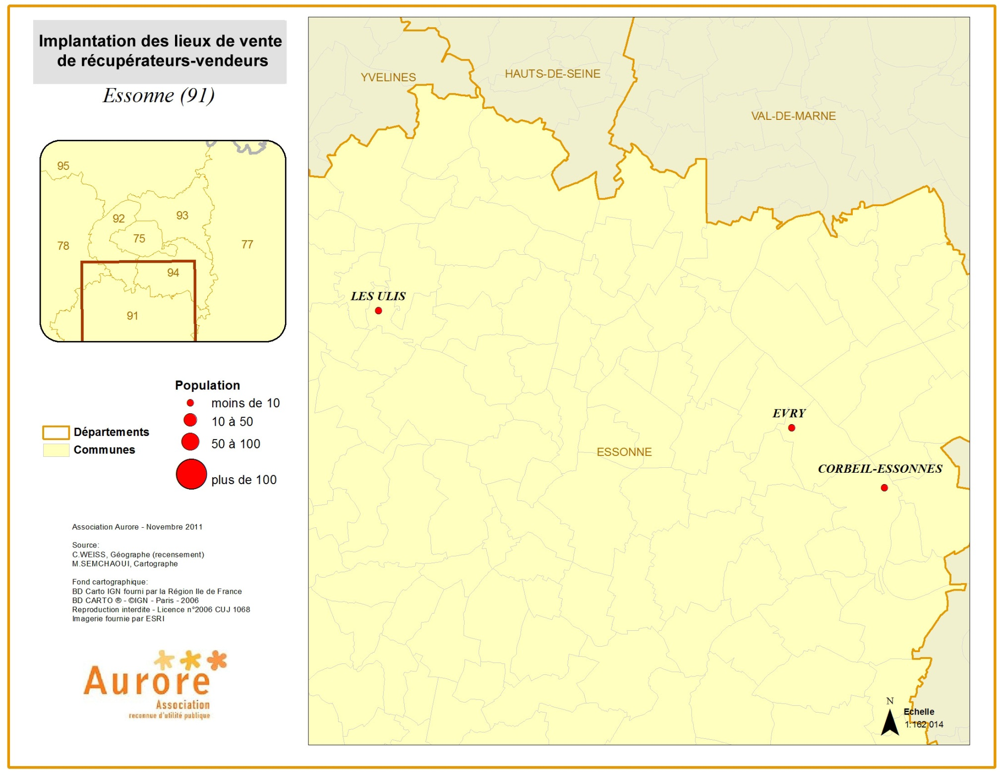 Implantation des lieux de vente
de récupérateurs-vendeurs
Essonne (91)
95
92
93
75
78
77
94
91
Population
moins de 10
10 à 50
50 à 100
plus de 100
Départements
Communes
Association Aurore - Novembre 2011
Source:
C.WEISS, Géographe (recensement)
M.SEMCHAOUI, Cartographe
Fond cartographique:
BD Carto IGN fourni par la Région Ile de France
BD CARTO ® - ©IGN - Paris - 2006
Reproduction interdite - Licence n°2006 CUJ 1068
Imagerie fournie par ESRI
Aurore
Association
reconnue d'utilité publique
YVELINES
HAUTS-DE-SEINE
VAL-DE-MARNE
LES ULIS
EVRY
ESSONNE
CORBEIL-ESSONNES
N
Echelle
1:162 014